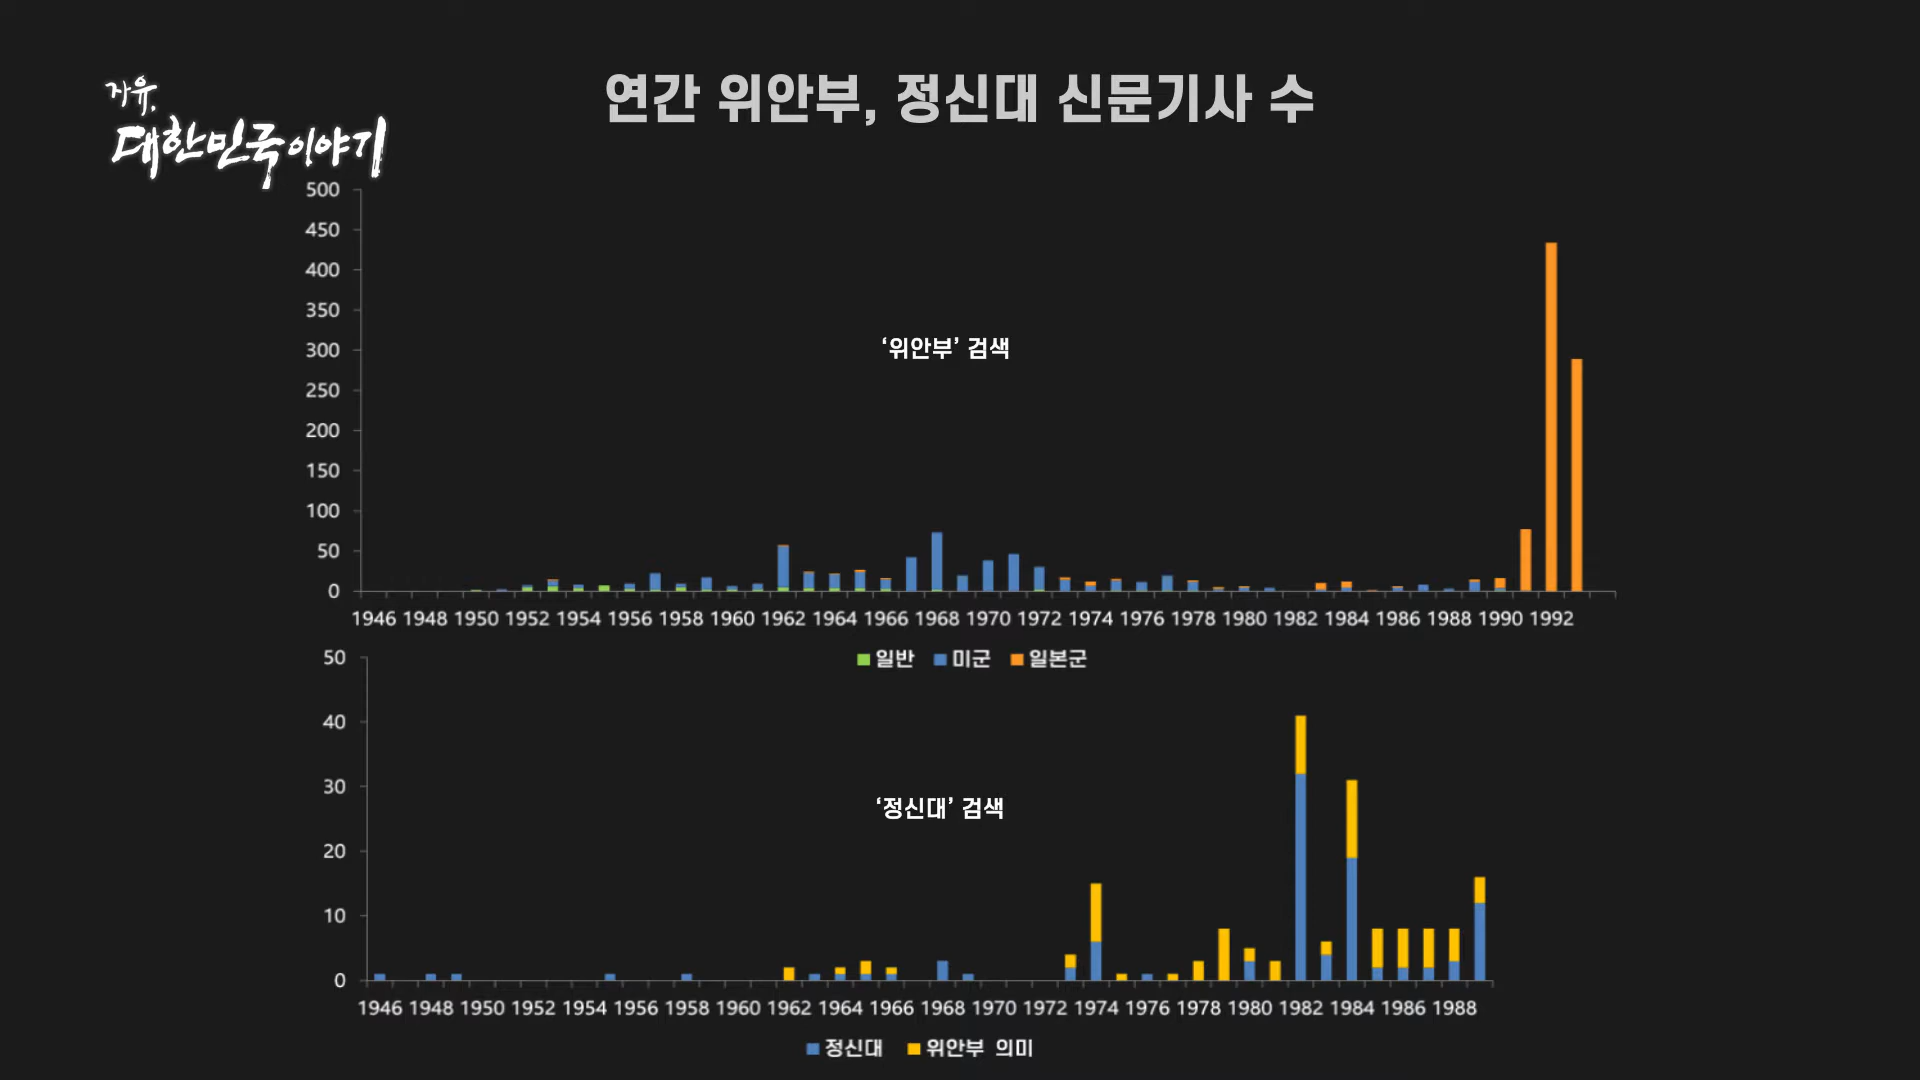 자유,
대한민국이야기
연간 위안부, 정신대 신문기사 수
500
450
400
350
300
250
200
150
100
50
0
‘위안부’ 검색
1946 1948 1950 1952 1954 1956 1958 1960 1962 1964 1966 1968 1970 1972 1974 1976 1978 1980 1982 1984 1986 1988 1990 1992
일반 미군 일본군
50
40
30
20
10
0
‘정신대’ 검색
1946 1948 1950 1952 1954 1956 1958 1960 1962 1964 1966 1968 1970 1972 1974 1976 1978 1980 1982 1984 1986 1988
정신대 위안부 의미